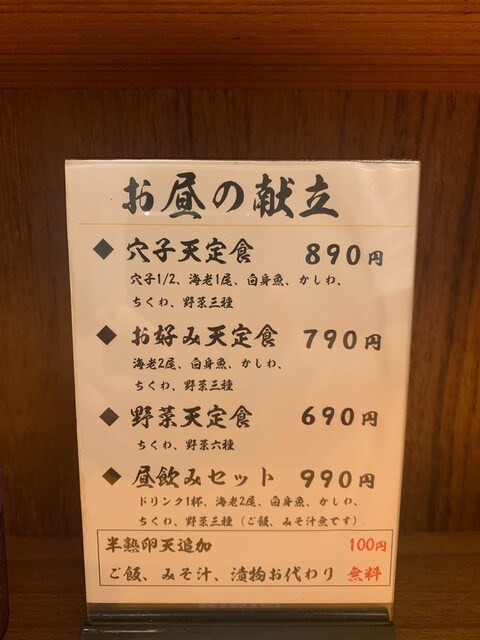 お昼の献立
◆ 穴子天定食 890円
穴子1/2、海老1尾、白身魚、かしわ、
ちくわ、野菜三種
◆ お好み天定食 790円
海老2尾、白身魚、かしわ、
ちくわ、野菜三種
◆ 野菜天定食 690円
ちくわ、野菜六種
◆ 昼飲みセット 990円
ドリンク1杯、海老2尾、白身魚、かしわ、
ちくわ、野菜三種（ご飯、みそ汁煮です）
半熟卵天追加 100円
ご飯、みそ汁、漬物お代わり 無料